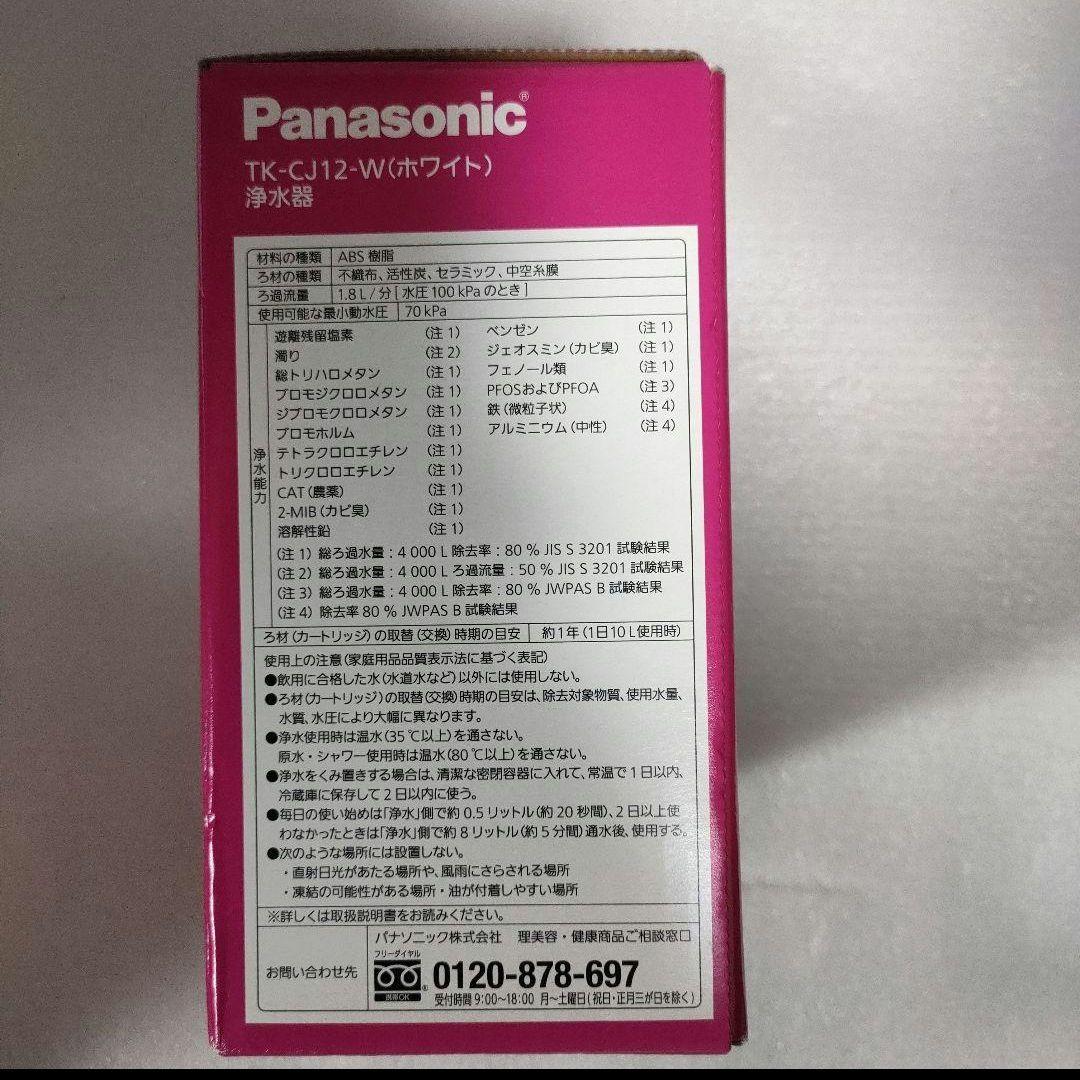 Panasonic®
TK-CJ12-W(ホワイト)
浄水器
材料の種類 ABS 樹脂
ろ材の種類 不織布、活性炭、セラミック、中空糸膜
ろ過流量 1.8 L / 分 [ 水圧 100 kPa のとき ]
使用可能な最小動水圧 70 kPa
浄水能力
遊離残留塩素 (注 1) ベンゼン (注 1)
濁り (注 2) ジェオスミン(カビ臭) (注 1)
総トリハロメタン (注 1) フェノール類 (注 1)
ブロモジクロロメタン (注 1) PFOSおよびPFOA (注 3)
ジブロモクロロメタン (注 1) 鉄(微粒子状) (注 4)
ブロモホルム (注 1) アルミニウム(中性) (注 4)
テトラクロロエチレン (注 1)
トリクロロエチレン (注 1)
CAT(農薬) (注 1)
2-MIB(カビ臭) (注 1)
溶解性鉛 (注 1)
(注 1) 総ろ過水量:4 000 L 除去率:80 % JIS S 3201 試験結果
(注 2) 総ろ過水量:4 000 L ろ過流量:50 % JIS S 3201 試験結果
(注 3) 総ろ過水量:4 000 L 除去率:80 % JWPAS B 試験結果
(注 4) 除去率 80 % JWPAS B 試験結果
ろ材(カートリッジ)の取替(交換)時期の目安 約1年(1日10 L使用時)
使用上の注意(家庭用品品質表示法に基づく表記)
●飲用に合格した水(水道水など)以外には使用しない。
●ろ材(カートリッジ)の取替(交換)時期の目安は、除去対象物質、使用水量、
水質、水圧により大幅に異なります。
●浄水使用時は温水(35 ℃以上)を通さない。
原水・シャワー使用時は温水(80 ℃以上)を通さない。
●浄水をくみ置きする場合は、清潔な密閉容器に入れて、常温で 1 日以内、
冷蔵庫に保存して 2 日以内に使う。
●毎日の使い始めは「浄水」側で約 0.5 リットル(約 20 秒間)、2 日以上使
わなかったときは「浄水」側で約 8 リットル(約 5 分間)通水後、使用する。
●次のような場所には設置しない。
・直射日光があたる場所や、風雨にさらされる場所
・凍結の可能性がある場所・油が付着しやすい場所
※詳しくは取扱説明書をお読みください。
お問い合わせ先
パナソニック株式会社 理美容・健康商品ご相談窓口
フリーダイヤル
携帯OK
® 0120-878-697
受付時間 9:00〜18:00 月〜土曜日(祝日・正月三が日を除く)